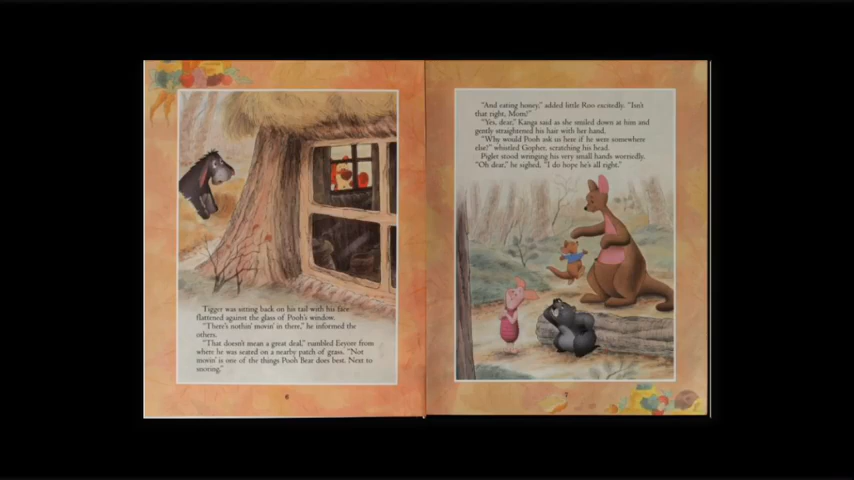 Tigger was sitting back on his tail with his face
flattened against the glass of Pooh's window.
"There's nothin' movin' in there," he informed the
others.
"That doesn't mean a great deal," rumbled Eeyore from
where he was seated on a nearby patch of grass. "Not
movin' is one of the things Pooh Bear does best. Next to
snoring."
6
"And eating honey," added little Roo excitedly. "Isn't
that right, Mom?"
"Yes, dear," Kanga said as she smiled down at him and
gently straightened his hair with her hand.
"Why would Pooh ask us here if he were somewhere
else?" whistled Gopher, scratching his head.
Piglet stood wringing his very small hands worriedly.
"Oh dear," he sighed, "I do hope he's all right."
7